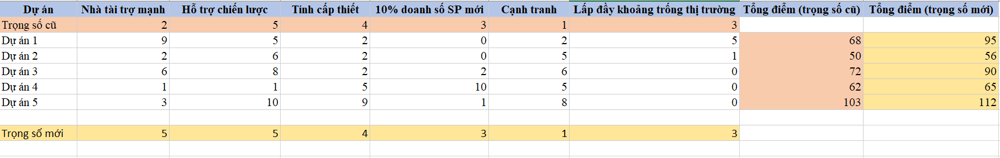 Dự án Nhà tài trợ mạnh Hỗ trợ chiến lược Tính cấp thiết 10% doanh số SP mới Cạnh tranh Lấp đầy khoảng trống thị trường Tổng điểm (trọng số cũ) Tổng điểm (trọng số mới)
Trọng số cũ 2 5 4 3 1 3
Dự án 1 9 5 2 0 2 5 68 95
Dự án 2 2 6 2 0 5 1 50 56
Dự án 3 6 8 2 2 6 0 72 90
Dự án 4 1 1 5 10 5 0 62 65
Dự án 5 3 10 9 1 8 0 103 112
Trọng số mới 5 5 4 3 1 3